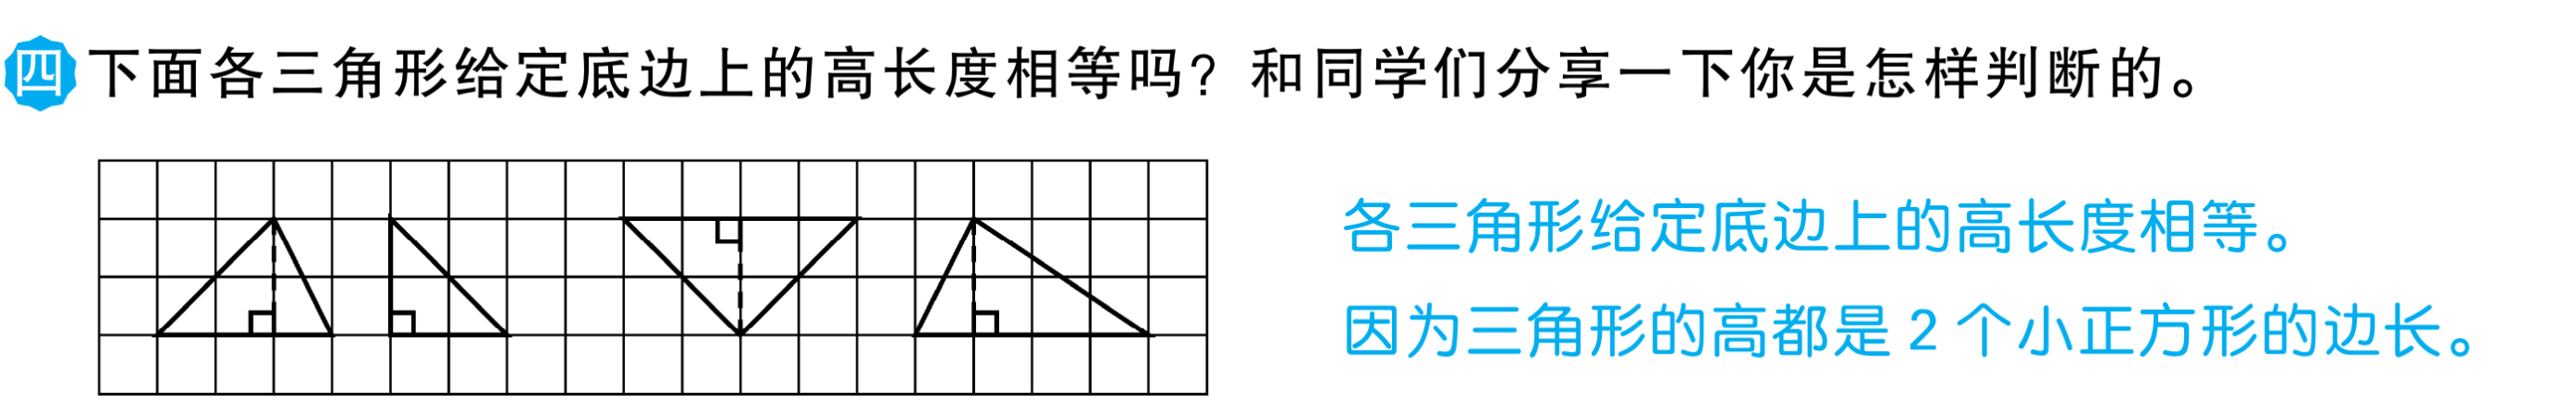 四 下面各三角形给定底边上的高长度相等吗？和同学们分享一下你是怎样判断的。
各三角形给定底边上的高长度相等。
因为三角形的高都是 2 个小正方形的边长。